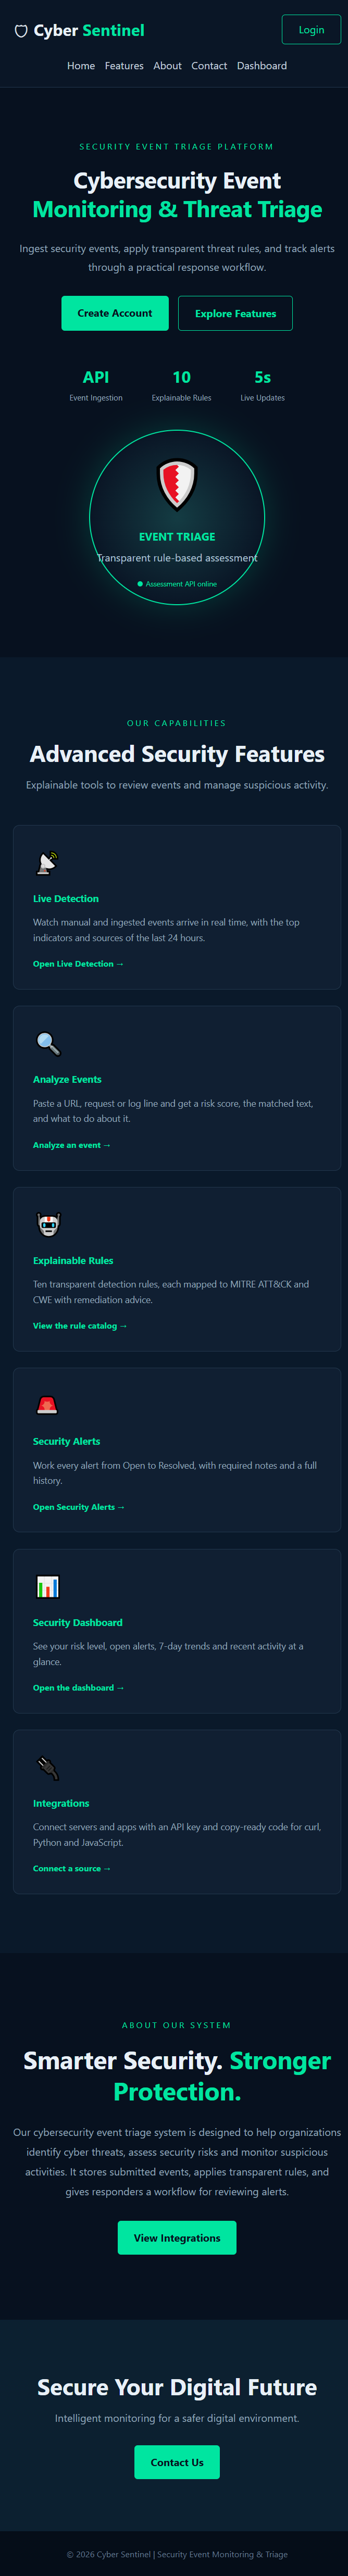 Cyber Sentinel
Login
Home Features About Contact Dashboard
SECURITY EVENT TRIAGE PLATFORM
Cybersecurity Event
Monitoring & Threat Triage
Ingest security events, apply transparent threat rules, and track alerts
through a practical response workflow.
Create Account
Explore Features
API
Event Ingestion
10
Explainable Rules
5s
Live Updates
EVENT TRIAGE
Transparent rule-based assessment
Assessment API online
OUR CAPABILITIES
Advanced Security Features
Explainable tools to review events and manage suspicious activity.
Live Detection
Watch manual and ingested events arrive in real time, with the top
indicators and sources of the last 24 hours.
Open Live Detection →
Analyze Events
Paste a URL, request or log line and get a risk score, the matched text,
and what to do about it.
Analyze an event →
Explainable Rules
Ten transparent detection rules, each mapped to MITRE ATT&CK and
CWE with remediation advice.
View the rule catalog →
Security Alerts
Work every alert from Open to Resolved, with required notes and a full
history.
Open Security Alerts →
Security Dashboard
See your risk level, open alerts, 7-day trends and recent activity at a
glance.
Open the dashboard →
Integrations
Connect servers and apps with an API key and copy-ready code for curl,
Python and JavaScript.
Connect a source →
ABOUT OUR SYSTEM
Smarter Security. Stronger
Protection.
Our cybersecurity event triage system is designed to help organizations
identify cyber threats, assess security risks and monitor suspicious
activities. It stores submitted events, applies transparent rules, and
gives responders a workflow for reviewing alerts.
View Integrations
Secure Your Digital Future
Intelligent monitoring for a safer digital environment.
Contact Us
© 2026 Cyber Sentinel | Security Event Monitoring & Triage